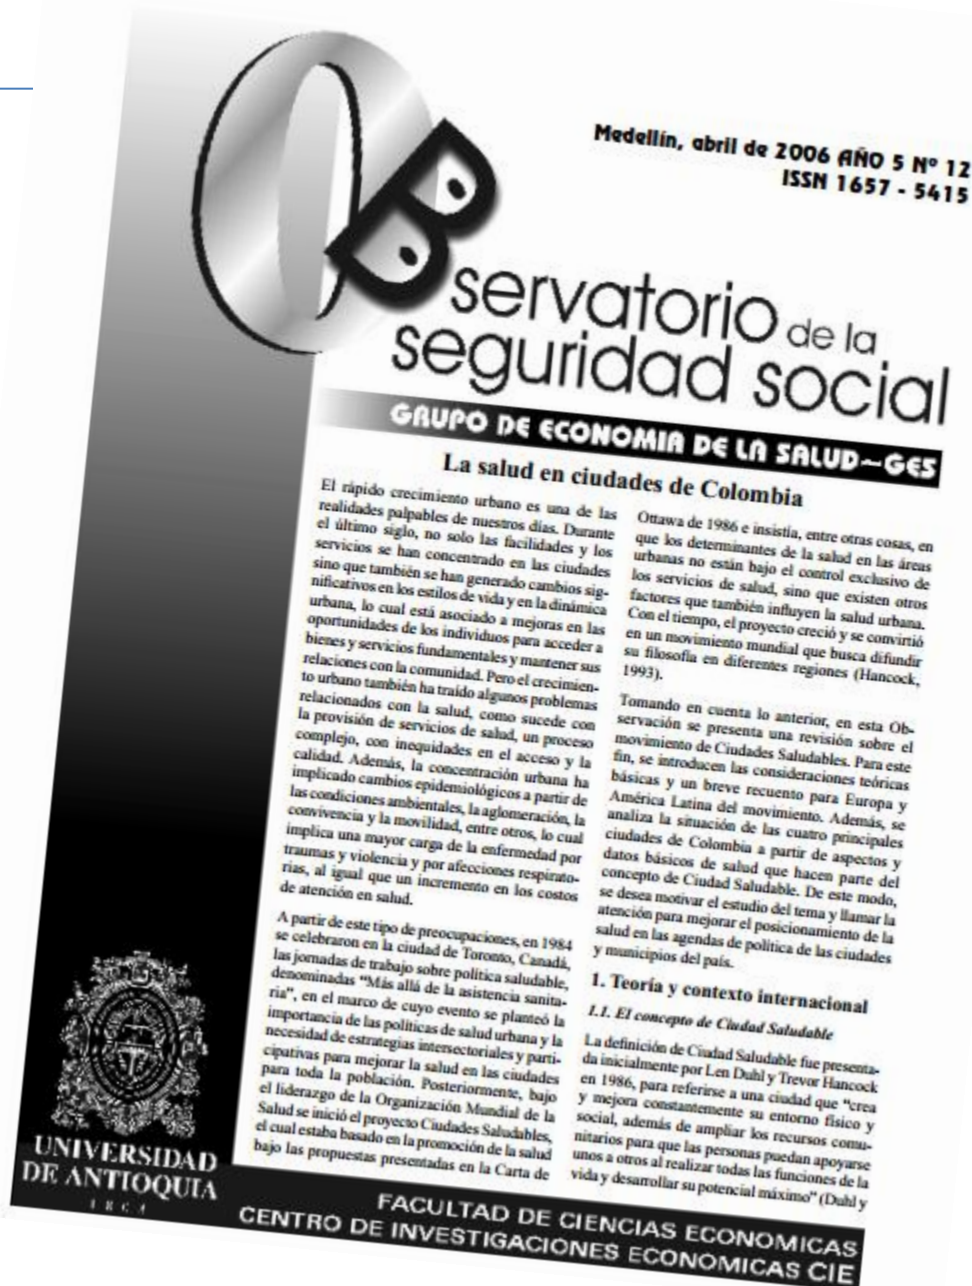 Medellín, abril de 2006 AÑO 5 Nº 12
ISSN 1657 - 5415
OBservatorio de la
seguridad social
GRUPO DE ECONOMIA DE LA SALUD~GES
La salud en ciudades de Colombia
El rápido crecimiento urbano es una de las
realidades palpables de nuestros días. Durante
el último siglo, no solo las facilidades y los
servicios se han concentrado en las ciudades
sino que también se han generado cambios sig-
nificativos en los estilos de vida y en la dinámica
urbana, lo cual está asociado a mejoras en las
oportunidades de los individuos para acceder a
bienes y servicios fundamentales y mantener sus
relaciones con la comunidad. Pero el crecimien-
to urbano también ha traído algunos problemas
relacionados con la salud, como sucede con
la provisión de servicios de salud, un proceso
complejo, con inequidades en el acceso y la
calidad. Además, la concentración urbana ha
implicado cambios epidemiológicos a partir de
las condiciones ambientales, la aglomeración, la
convivencia y la movilidad, entre otros, lo cual
implica una mayor carga de la enfermedad por
traumas y violencia y por afecciones respirato-
rias, al igual que un incremento en los costos
de atención en salud.
A partir de este tipo de preocupaciones, en 1984
se celebraron en la ciudad de Toronto, Canadá,
las jornadas de trabajo sobre política saludable,
denominadas “Más allá de la asistencia sanita-
ria”, en el marco de cuyo evento se planteó la
importancia de las políticas de salud urbana y la
necesidad de estrategias intersectoriales y parti-
cipativas para mejorar la salud en las ciudades
para toda la población. Posteriormente, bajo
el liderazgo de la Organización Mundial de la
Salud se inició el proyecto Ciudades Saludables,
el cual estaba basado en la promoción de la salud
bajo las propuestas presentadas en la Carta de
Ottawa de 1986 e insistía, entre otras cosas, en
que los determinantes de la salud en las áreas
urbanas no están bajo el control exclusivo de
los servicios de salud, sino que existen otros
factores que también influyen la salud urbana.
Con el tiempo, el proyecto creció y se convirtió
en un movimiento mundial que busca difundir
su filosofía en diferentes regiones (Hancock,
1993).
Tomando en cuenta lo anterior, en esta Ob-
servación se presenta una revisión sobre el
movimiento de Ciudades Saludables. Para este
fin, se introducen las consideraciones teóricas
básicas y un breve recuento para Europa y
América Latina del movimiento. Además, se
analiza la situación de las cuatro principales
ciudades de Colombia a partir de aspectos y
datos básicos de salud que hacen parte del
concepto de Ciudad Saludable. De este modo,
se desea motivar el estudio del tema y llamar la
atención para mejorar el posicionamiento de la
salud en las agendas de política de las ciudades
y municipios del país.
1. Teoría y contexto internacional
1.1. El concepto de Ciudad Saludable
La definición de Ciudad Saludable fue presenta-
da inicialmente por Len Duhl y Trevor Hancock
en 1986, para referirse a una ciudad que “crea
y mejora constantemente su entorno físico y
social, además de ampliar los recursos comu-
nitarios para que las personas puedan apoyarse
unos a otros al realizar todas las funciones de la
vida y desarrollar su potencial máximo” (Duhl y
UNIVERSIDAD
DE ANTIOQUIA
FACULTAD DE CIENCIAS ECONOMICAS
CENTRO DE INVESTIGACIONES ECONOMICAS CIE